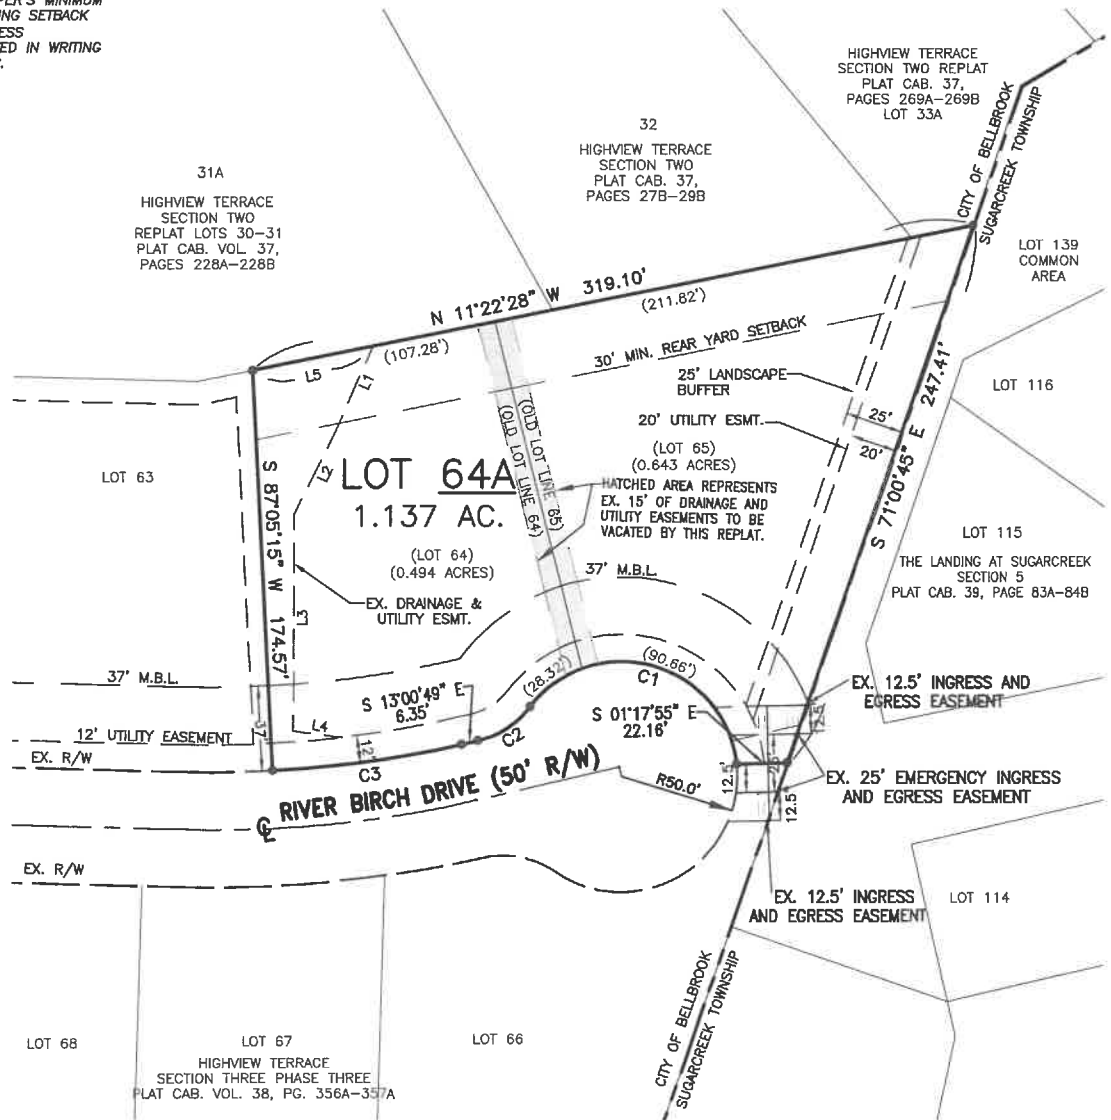 MINIMUM
ING SETBACK
ESS
ED IN WRITING
HIGHVIEW TERRACE
SECTION TWO REPLAT
PLAT CAB. 37,
PAGES 269A-269B
LOT 33A
CITY OF BELLBROOK
SUGARCREEK TOWNSHIP
32
HIGHVIEW TERRACE
SECTION TWO
PLAT CAB. 37,
PAGES 27B-29B
31A
HIGHVIEW TERRACE
SECTION TWO
REPLAT LOTS 30-31
PLAT CAB. VOL. 37,
PAGES 228A-228B
LOT 139
COMMON
AREA
N 11°22'28" W 319.10'
(211.82')
(107.28')
L5
L1
30' MIN. REAR YARD SETBACK
25' LANDSCAPE
BUFFER
20' UTILITY ESMT.
25'
20'
S 71°00'45" E 247.41'
LOT 116
(LOT 65)
(0.643 ACRES)
(OLD LOT LINE 64)
(OLD LOT LINE 65)
LOT 63
L2
LOT 64A
1.137 AC.
HATCHED AREA REPRESENTS
EX. 15' OF DRAINAGE AND
UTILITY EASEMENTS TO BE
VACATED BY THIS REPLAT.
S 87°05'15" W 174.57'
(LOT 64)
(0.494 ACRES)
LOT 115
THE LANDING AT SUGARCREEK
SECTION 5
PLAT CAB. 39, PAGE 83A-84B
37' M.B.L.
EX. DRAINAGE &
UTILITY ESMT.
L3
(90.66')
C1
(28.32')
37' M.B.L.
S 13°00'49" E
6.35'
S 01°17'55" E
22.16'
EX. 12.5' INGRESS AND
EGRESS EASEMENT
12.5'
L4
12' UTILITY EASEMENT
37'
12'
C2
C3
EX. R/W
RIVER BIRCH DRIVE (50' R/W)
R50.0'
12.5'
25'
12.5'
EX. 25' EMERGENCY INGRESS
AND EGRESS EASEMENT
EX. R/W
EX. 12.5' INGRESS
AND EGRESS EASEMENT
LOT 114
CITY OF BELLBROOK
SUGARCREEK TOWNSHIP
LOT 68
LOT 67
LOT 66
HIGHVIEW TERRACE
SECTION THREE PHASE THREE
PLAT CAB. VOL. 38, PG. 356A-357A